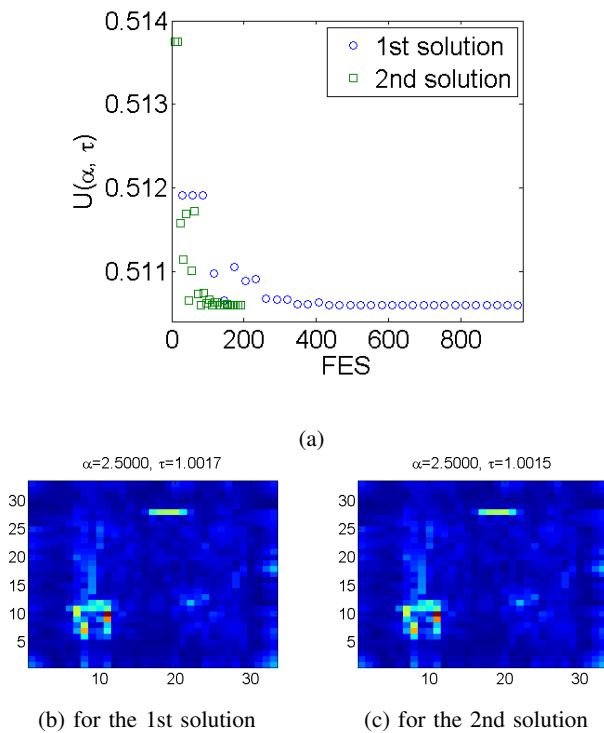 0.514
0.513
0.512
0.511
U(α, τ)
1st solution
2nd solution
0 200 400 600 800
FES
(a)
α=2.5000, τ=1.0017
30
25
20
15
10
5
10 20 30
(b) for the 1st solution
α=2.5000, τ=1.0015
30
25
20
15
10
5
10 20 30
(c) for the 2nd solution